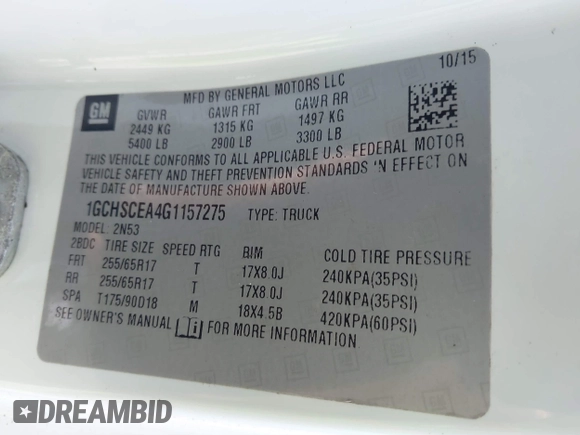 GM
MFD BY GENERAL MOTORS LLC
10/15
GVWR GAWR FRT GAWR RR
2449 KG 1315 KG 1497 KG
5400 LB 2900 LB 3300 LB
THIS VEHICLE CONFORMS TO ALL APPLICABLE U.S. FEDERAL MOTOR
VEHICLE SAFETY AND THEFT PREVENTION STANDARDS 'N EFFECT ON
THE DATE OF MANUFACTURE SHOWN ABOVE.
1GCHSCEA4G1157275 TYPE: TRUCK
MODEL: 2N53
2BDC TIRE SIZE SPEED RTG RIM COLD TIRE PRESSURE
FRT 255/65R17 T 17X8.0J 240KPA(35PSI)
RR 255/65R17 T 17X8.0J 240KPA(35PSI)
SPA T175/90D18 M 18X4.5B 420KPA(60PSI)
SEE OWNER'S MANUAL FOR MORE INFORMATION.
DREAMBID